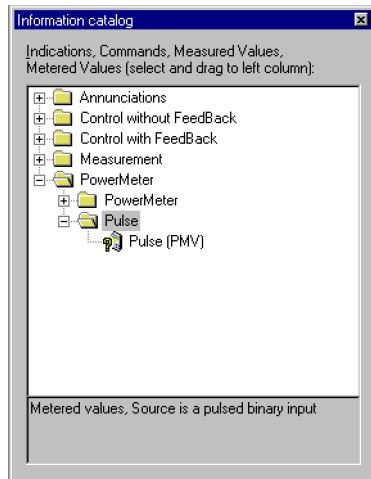 Information catalog
Indications, Commands, Measured Values,
Metered Values (select and drag to left column):
Annunciations
Control without FeedBack
Control with FeedBack
Measurement
PowerMeter
PowerMeter
Pulse
Pulse (PMV)
Metered values, Source is a pulsed binary input